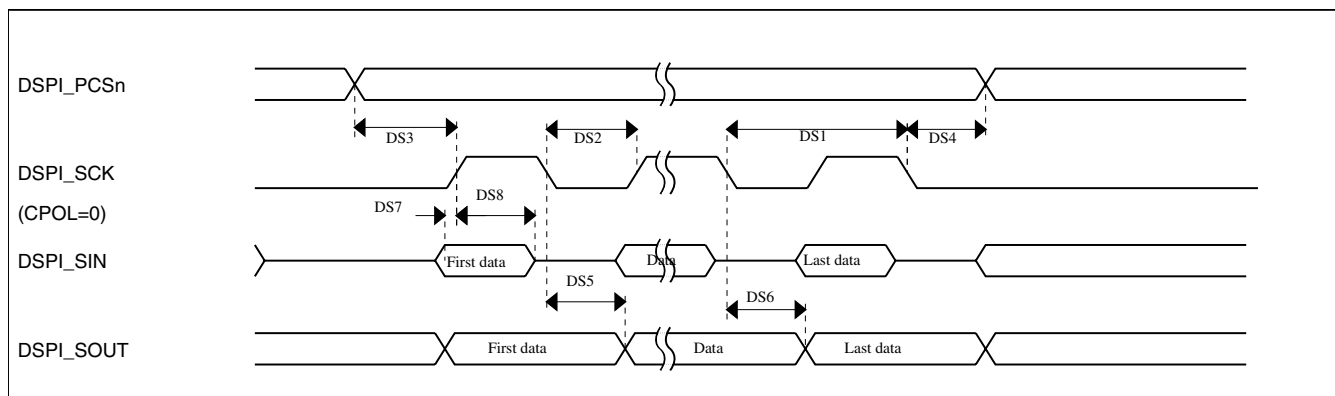 DSPI_PCSn
DS3
DS2
DS1
DS4
DSPI_SCK
(CPOL=0)
DS7
DS8
DSPI_SIN
First data
Data
Last data
DS5
DS6
DSPI_SOUT
First data
Data
Last data